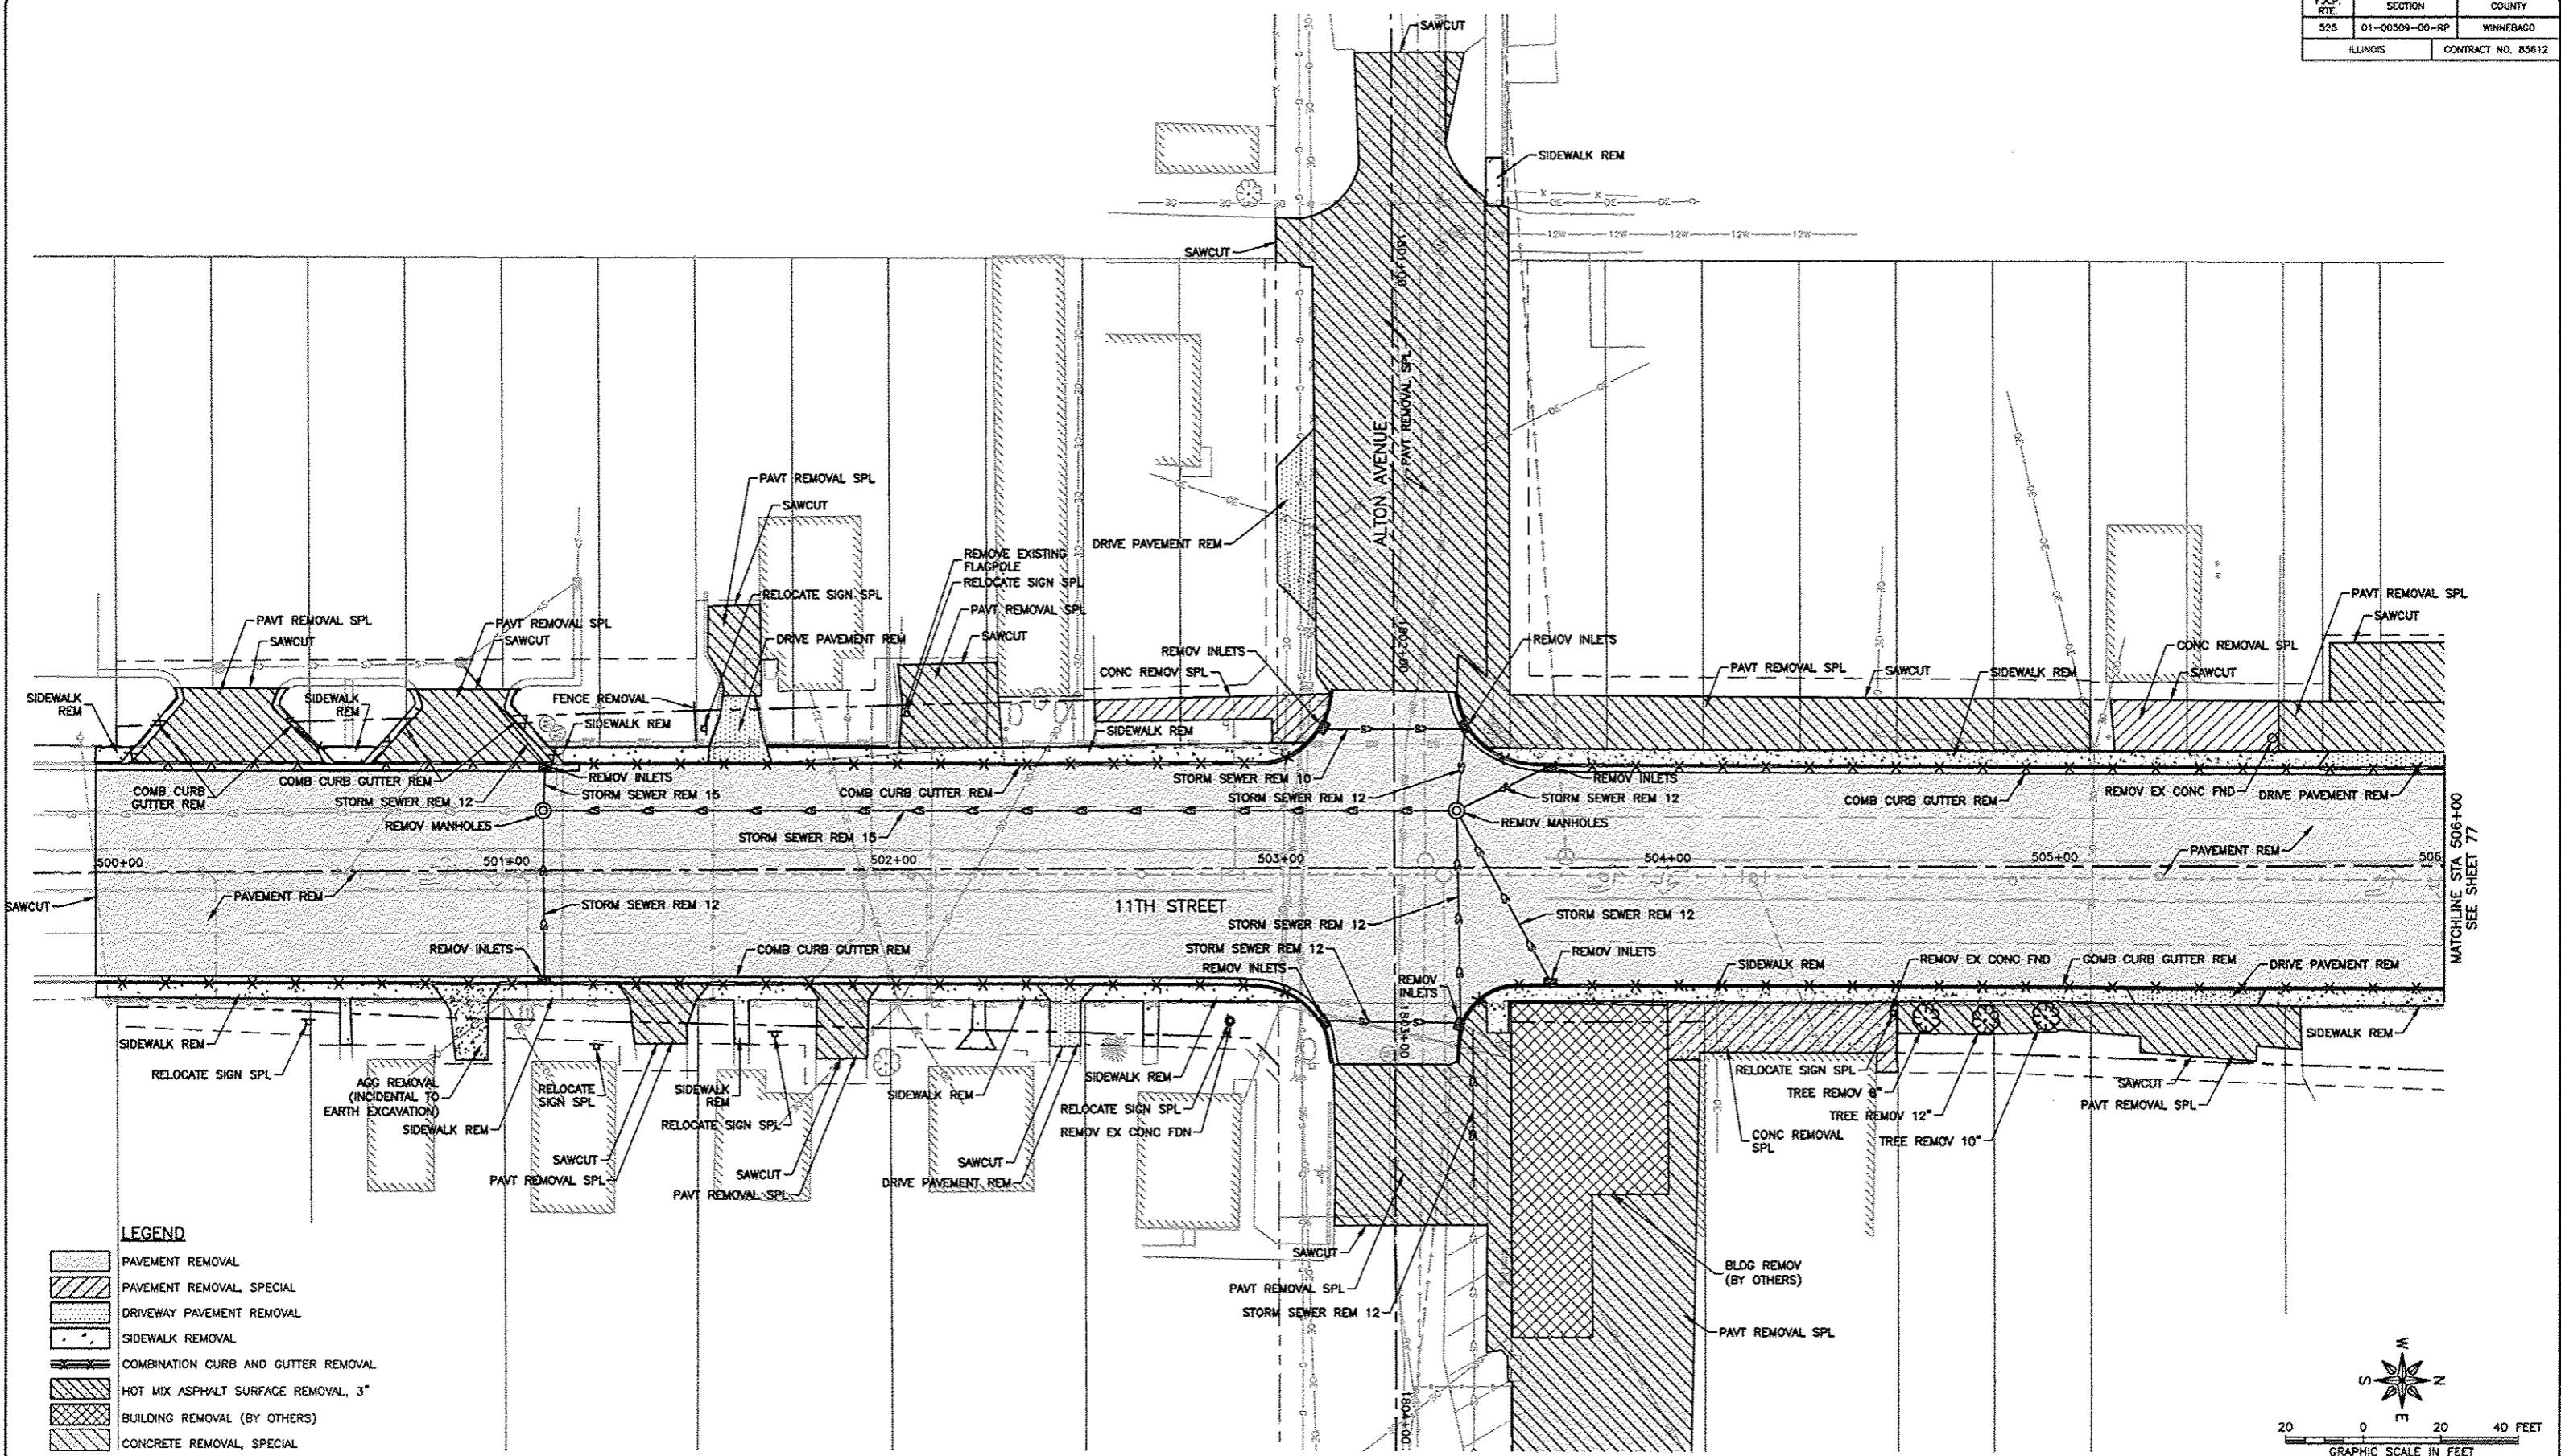 RTE.
SECTION
COUNTY
525
01-00509-00-RP
WINNEBAGO
ILLINOIS
CONTRACT NO. 85612
SAWCUT
SIDEWALK REM
SAWCUT
1801+00
PAVT REMOVAL SPL
ALTON AVENUE
1802+00
DRIVE PAVEMENT REM
PAVT REMOVAL SPL
SAWCUT
RELOCATE SIGN SPL
DRIVE PAVEMENT REM
REMOVE EXISTING
FLAGPOLE
RELOCATE SIGN SPL
PAVT REMOVAL SPL
SAWCUT
PAVT REMOVAL SPL
SAWCUT
PAVT REMOVAL SPL
SAWCUT
SIDEWALK
REM
SIDEWALK
REM
FENCE REMOVAL
SIDEWALK REM
REMOV INLETS
CONC REMOV SPL
SIDEWALK REM
REMOV INLETS
PAVT REMOVAL SPL
SAWCUT
SIDEWALK REM
CONC REMOVAL SPL
SAWCUT
PAVT REMOVAL SPL
SAWCUT
COMB CURB
GUTTER REM
COMB CURB GUTTER REM
STORM SEWER REM 12
REMOV MANHOLES
REMOV INLETS
STORM SEWER REM 15
STORM SEWER REM 15
COMB CURB GUTTER REM
STORM SEWER REM 10
STORM SEWER REM 12
REMOV INLETS
STORM SEWER REM 12
REMOV MANHOLES
COMB CURB GUTTER REM
REMOV EX CONC FND
DRIVE PAVEMENT REM
PAVEMENT REM
MATCHLINE STA 506+00
SEE SHEET 77
500+00
501+00
502+00
503+00
504+00
505+00
506
SAWCUT
PAVEMENT REM
STORM SEWER REM 12
11TH STREET
STORM SEWER REM 12
STORM SEWER REM 12
STORM SEWER REM 12
REMOV INLETS
COMB CURB GUTTER REM
REMOV INLETS
REMOV
INLETS
REMOV INLETS
SIDEWALK REM
REMOV EX CONC FND
COMB CURB GUTTER REM
DRIVE PAVEMENT REM
SIDEWALK REM
1803+00
SIDEWALK REM
RELOCATE SIGN SPL
AGG REMOVAL
(INCIDENTAL TO
EARTH EXCAVATION)
SIDEWALK REM
RELOCATE
SIGN SPL
SAWCUT
PAVT REMOVAL SPL
SIDEWALK
REM
RELOCATE SIGN SPL
SAWCUT
PAVT REMOVAL SPL
SIDEWALK REM
SAWCUT
DRIVE PAVEMENT REM
SIDEWALK REM
RELOCATE SIGN SPL
REMOV EX CONC FDN
RELOCATE SIGN SPL
TREE REMOV 8"
TREE REMOV 12"
TREE REMOV 10"
CONC REMOVAL
SPL
SAWCUT
PAVT REMOVAL SPL
SAWCUT
PAVT REMOVAL SPL
STORM SEWER REM 12
BLDG REMOV
(BY OTHERS)
PAVT REMOVAL SPL
1804+00
LEGEND
PAVEMENT REMOVAL
PAVEMENT REMOVAL, SPECIAL
DRIVEWAY PAVEMENT REMOVAL
SIDEWALK REMOVAL
COMBINATION CURB AND GUTTER REMOVAL
HOT MIX ASPHALT SURFACE REMOVAL, 3"
BUILDING REMOVAL (BY OTHERS)
CONCRETE REMOVAL, SPECIAL
W
S
N
E
20 0 20 40 FEET
GRAPHIC SCALE IN FEET